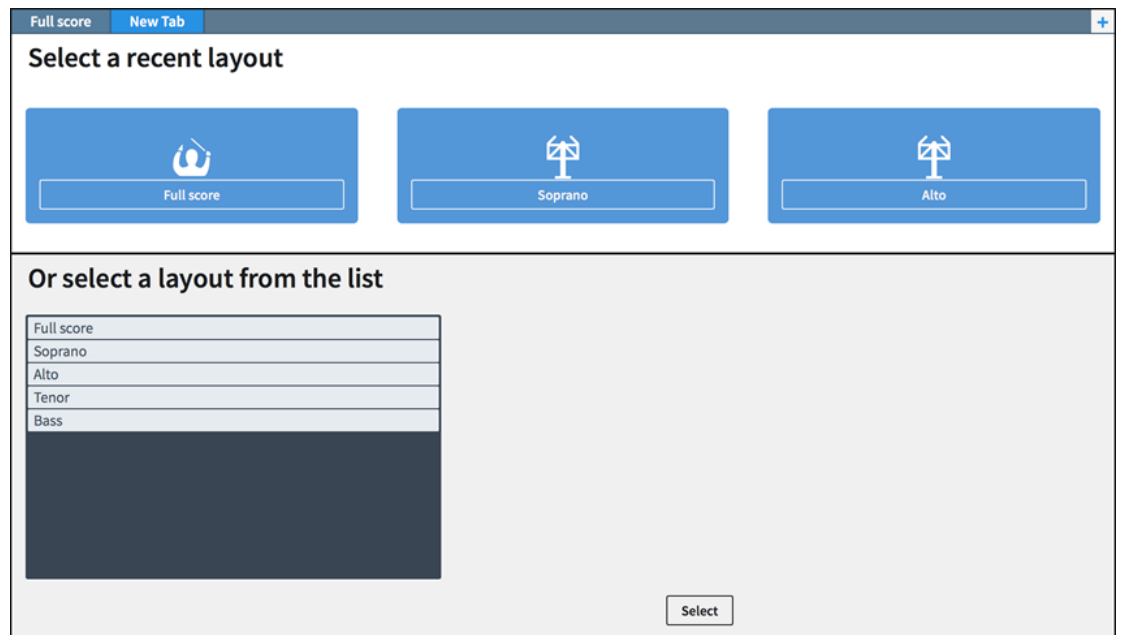 Full score New Tab +
Select a recent layout
Full score Soprano Alto
Or select a layout from the list
Full score
Soprano
Alto
Tenor
Bass
Select